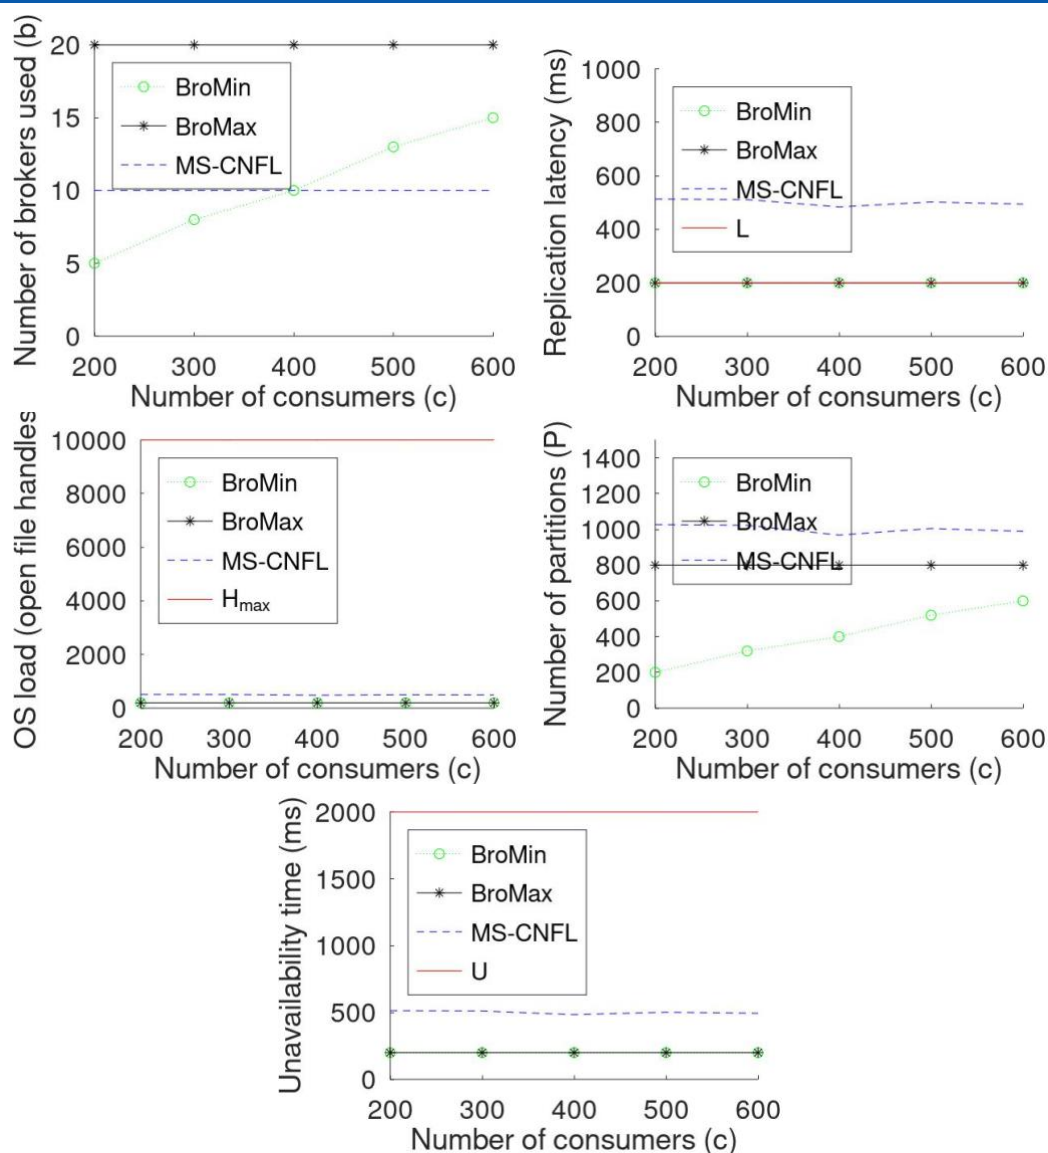 Number of brokers used (b)
20
15
10
5
0
BroMin
BroMax
MS-CNFL
200 300 400 500 600
Number of consumers (c)
Replication latency (ms)
1000
800
600
400
200
0
BroMin
BroMax
MS-CNFL
L
200 300 400 500 600
Number of consumers (c)
OS load (open file handles
10000
8000
6000
4000
2000
0
BroMin
BroMax
MS-CNFL
Hmax
200 300 400 500 600
Number of consumers (c)
Number of partitions (P)
1400
1200
1000
800
600
400
200
0
BroMin
BroMax
MS-CNFL
200 300 400 500 600
Number of consumers (c)
Unavailability time (ms)
2000
1500
1000
500
0
BroMin
BroMax
MS-CNFL
U
200 300 400 500 600
Number of consumers (c)